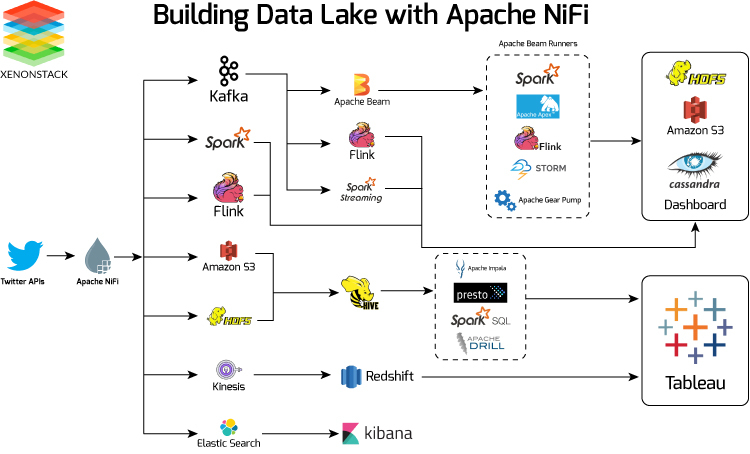 Building Data Lake with Apache NiFi
XENONSTACK
Apache Beam Runners
Kafka
Apache Beam
Spark
Apache Apex
Flink
STORM
Apache Gear Pump
HDFS
Amazon S3
cassandra
Dashboard
Spark
Flink
Spark
Streaming
Flink
Twitter APIs
Apache NiFi
Amazon S3
HDFS
HIVE
Apache Impala
presto
Spark SQL
APACHE
DRILL
Tableau
Kinesis
Redshift
Elastic Search
kibana